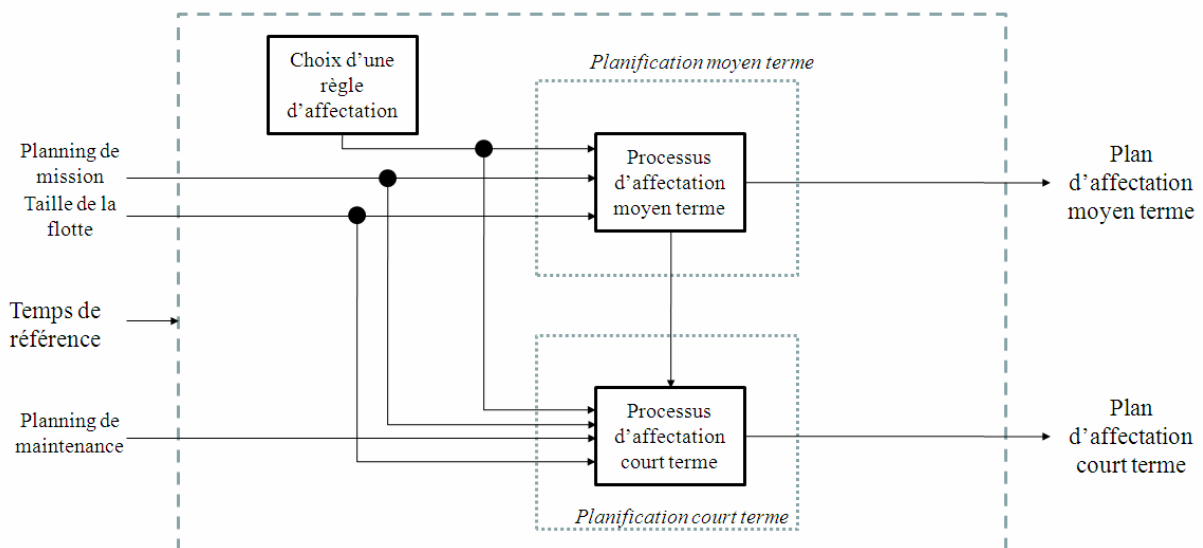 Choix d'une
règle
d'affectation
Planification moyen terme
Planning de
mission
Taille de la
flotte
Processus
d'affectation
moyen terme
Plan
d'affectation
moyen terme
Temps de
référence
Planning de
maintenance
Processus
d'affectation
court terme
Plan
d'affectation
court terme
Planification court terme